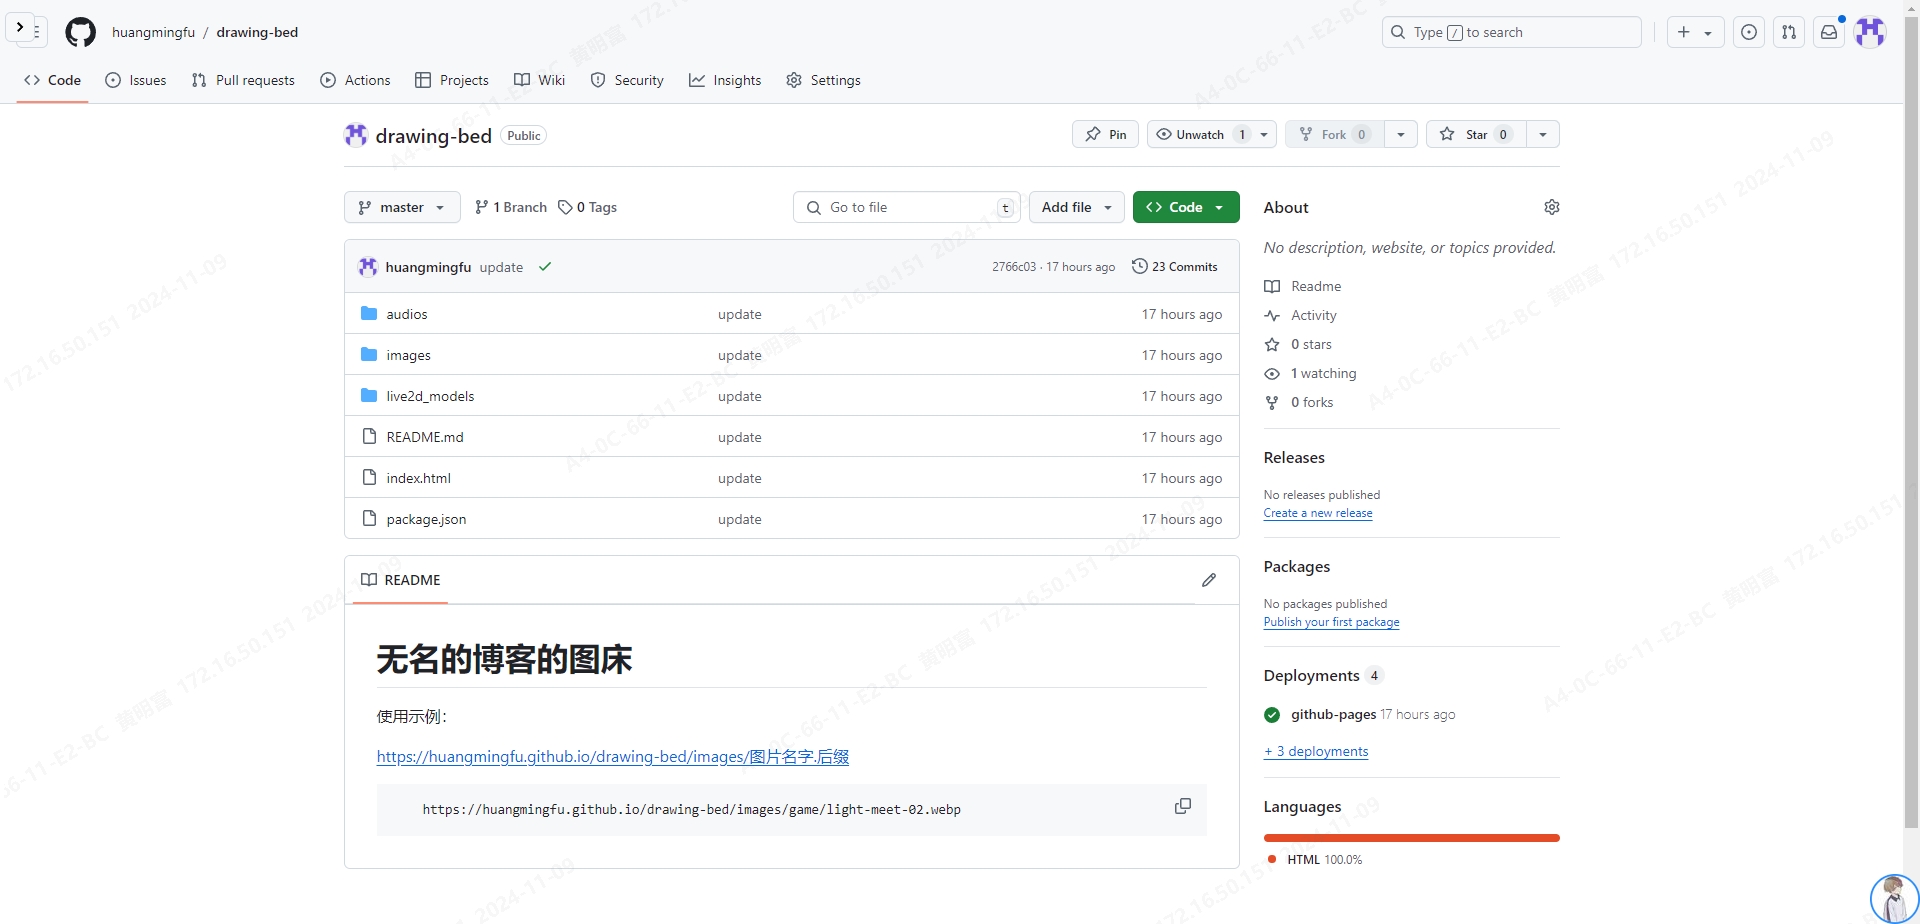 huangmingfu / drawing-bed
Type / to search
Code Issues Pull requests Actions Projects Wiki Security Insights Settings
drawing-bed Public
Pin Unwatch 1 Fork 0 Star 0
master 1 Branch 0 Tags Go to file t Add file Code
huangmingfu update 2766c03 · 17 hours ago 23 Commits
audios update 17 hours ago
images update 17 hours ago
live2d_models update 17 hours ago
README.md update 17 hours ago
index.html update 17 hours ago
package.json update 17 hours ago
README
无名的博客的图床
使用示例：
https://huangmingfu.github.io/drawing-bed/images/图片名字.后缀
https://huangmingfu.github.io/drawing-bed/images/game/light-meet-02.webp
About
No description, website, or topics provided.
Readme
Activity
0 stars
1 watching
0 forks
Releases
No releases published
Create a new release
Packages
No packages published
Publish your first package
Deployments 4
github-pages 17 hours ago
+ 3 deployments
Languages
HTML 100.0%
A4-0C-66-11-E2-BC 黄明富 172.16.50.151 2024-11-09